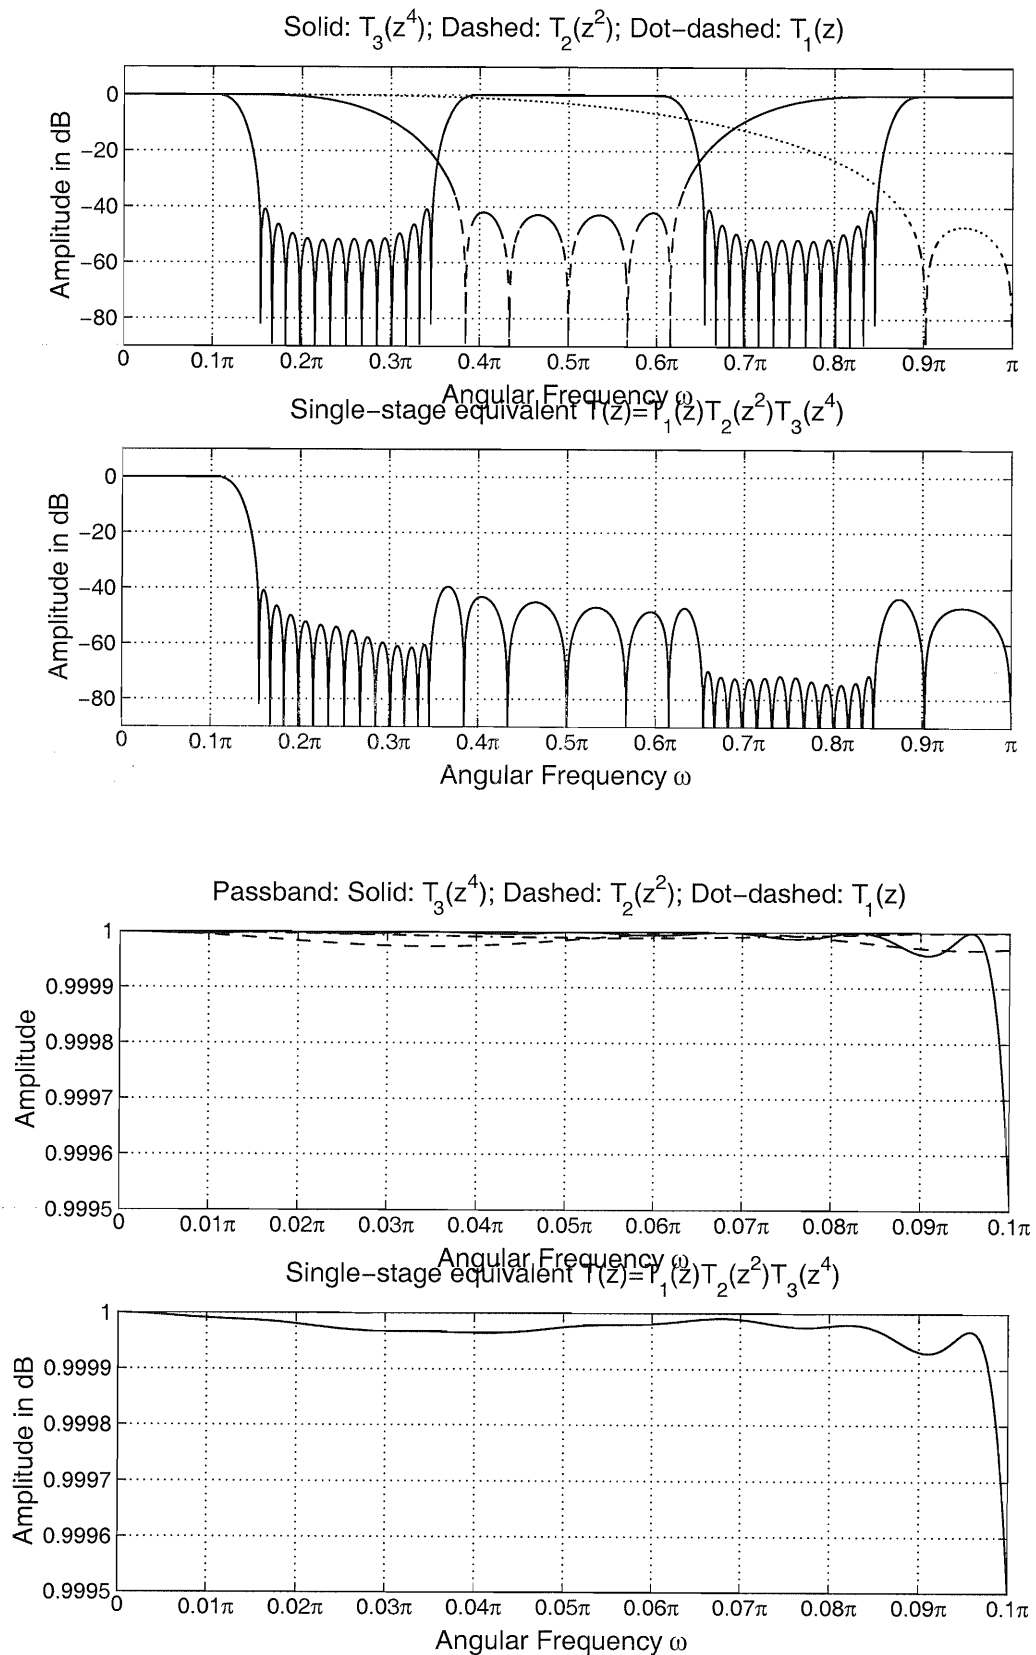 Solid: T3(z4); Dashed: T2(z2); Dot−dashed: T1(z)
Amplitude in dB
0
−20
−40
−60
−80
0 0.1π 0.2π 0.3π 0.4π 0.5π 0.6π 0.7π 0.8π 0.9π π
Angular Frequency ω
Single−stage equivalent T(z)=T1(z)T2(z2)T3(z4)
Amplitude in dB
0
−20
−40
−60
−80
0 0.1π 0.2π 0.3π 0.4π 0.5π 0.6π 0.7π 0.8π 0.9π π
Angular Frequency ω
Passband: Solid: T3(z4); Dashed: T2(z2); Dot−dashed: T1(z)
Amplitude
1
0.9999
0.9998
0.9997
0.9996
0.9995
0 0.01π 0.02π 0.03π 0.04π 0.05π 0.06π 0.07π 0.08π 0.09π 0.1π
Angular Frequency ω
Single−stage equivalent T(z)=T1(z)T2(z2)T3(z4)
Amplitude in dB
1
0.9999
0.9998
0.9997
0.9996
0.9995
0 0.01π 0.02π 0.03π 0.04π 0.05π 0.06π 0.07π 0.08π 0.09π 0.1π
Angular Frequency ω